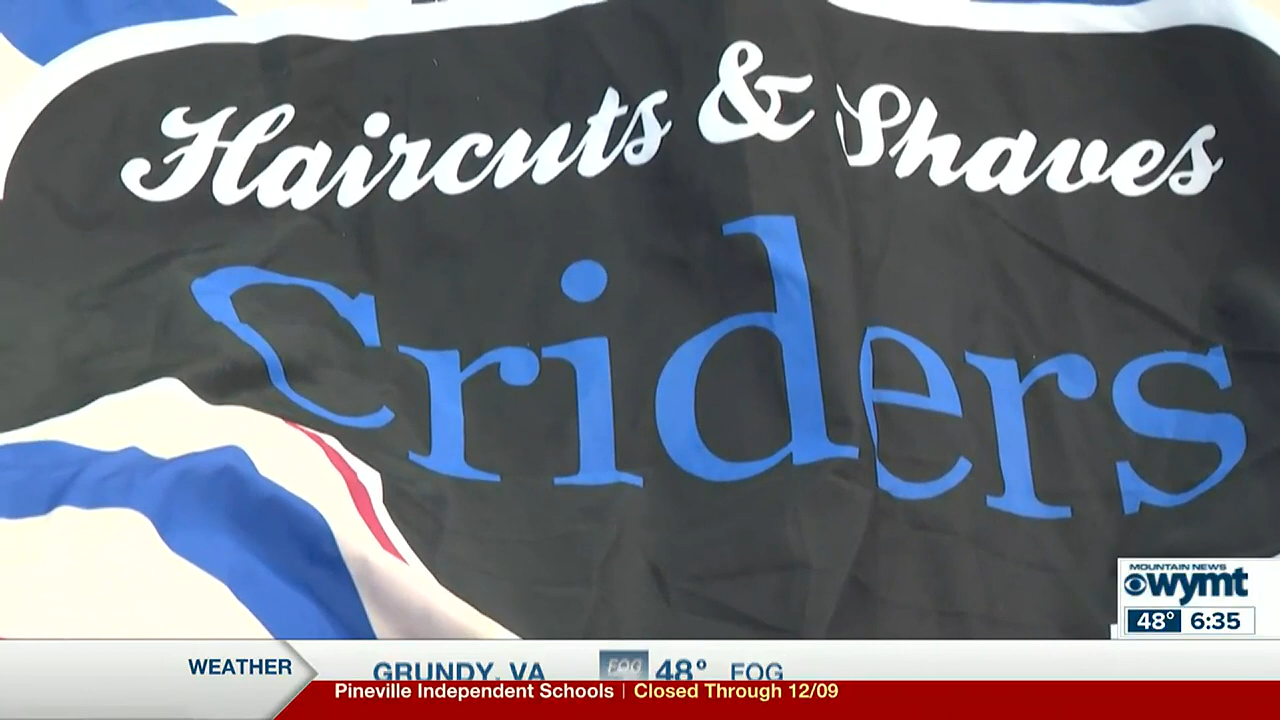 Haircuts & Shaves
Criders
MOUNTAIN NEWS
wymt
48° 6:35
WEATHER GRUNDY, VA FOG 48° FOG
Pineville Independent Schools | Closed Through 12/09